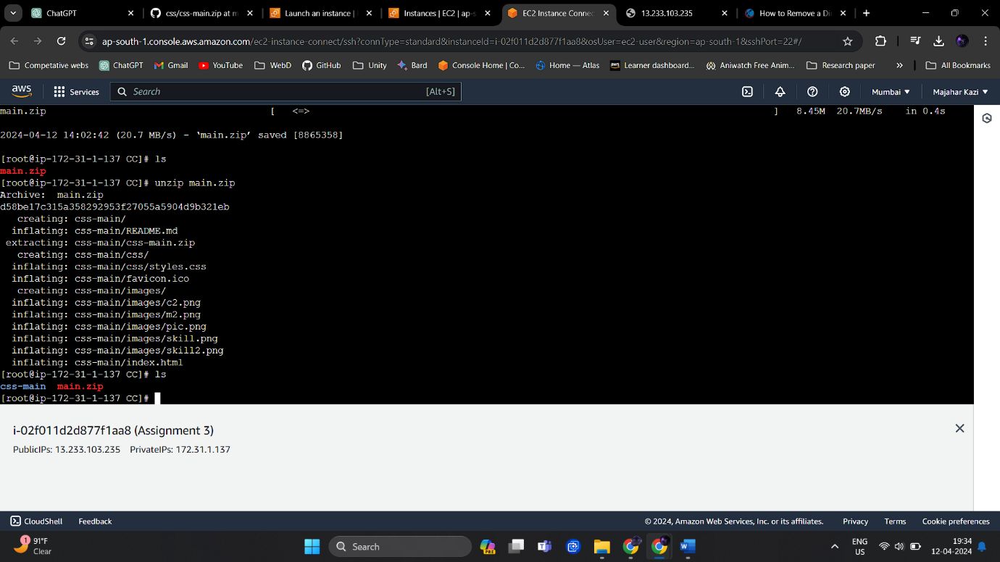 ChatGPT
css/css-main.zip at m
Launch an instance |
Instances | EC2 | ap-s
EC2 Instance Connec
13.233.103.235
How to Remove a Di
ap-south-1.console.aws.amazon.com/ec2-instance-connect/ssh?connType=standard&instanceId=i-02f011d2d877f1aa8&osUser=ec2-user&region=ap-south-1&sshPort=22#/
Competative webs
ChatGPT
Gmail
YouTube
WebD
GitHub
Unity
Bard
Console Home | Co...
Home — Atlas
aws
Learner dashboard...
Aniwatch Free Anim...
Research paper
»
All Bookmarks
aws
Services
Search
[Alt+S]
Mumbai
Majahar Kazi
main.zip [ <=> ] 8.45M 20.7MB/s in 0.4s
2024-04-12 14:02:42 (20.7 MB/s) - ‘main.zip’ saved [8865358]
[root@ip-172-31-1-137 CC]# ls
main.zip
[root@ip-172-31-1-137 CC]# unzip main.zip
Archive: main.zip
d58be17c315a358292953f27055a5904d9b321eb
creating: css-main/
inflating: css-main/README.md
extracting: css-main/css-main.zip
creating: css-main/css/
inflating: css-main/css/styles.css
inflating: css-main/favicon.ico
creating: css-main/images/
inflating: css-main/images/c2.png
inflating: css-main/images/m2.png
inflating: css-main/images/pic.png
inflating: css-main/images/skill.png
inflating: css-main/images/skill2.png
inflating: css-main/index.html
[root@ip-172-31-1-137 CC]# ls
css-main main.zip
[root@ip-172-31-1-137 CC]#
i-02f011d2d877f1aa8 (Assignment 3)
PublicIPs: 13.233.103.235 PrivateIPs: 172.31.1.137
CloudShell
Feedback
© 2024, Amazon Web Services, Inc. or its affiliates.
Privacy
Terms
Cookie preferences
1
91°F
Clear
Search
PRE
ENG
US
19:34
12-04-2024